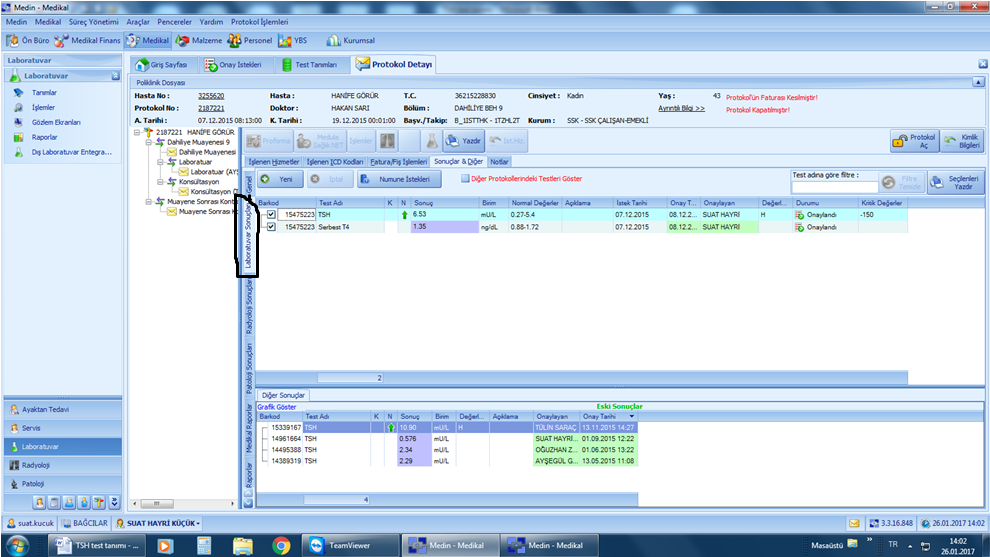 Medin - Medikal
Medin Medikal Süreç Yönetimi Araçlar Pencereler Yardım Protokol İşlemleri
Ön Büro Medikal Finans Medikal Malzeme Personel YBS Kurumsal
Laboratuvar
Laboratuvar
Tanımlar
İşlemler
Gözlem Ekranları
Raporlar
Dış Laboratuvar Entegra...
Ayaktan Tedavi
Servis
Laboratuvar
Radyoloji
Patoloji
Giriş Sayfası Onay İstekleri Test Tanımları Protokol Detayı
Poliklinik Dosyası
Hasta No : 3255620 Hasta : HANİFE GÖRÜR T.C. 36215228830 Cinsiyet : Kadın Yaş : 43 Protokol'ün Faturası Kesilmiştir!
Protokol No : 2187221 Doktor : HAKAN SARI Bölüm : DAHİLİYE BEH 9 Ayrıntılı Bilgi >> Protokol Kapatılmıştır!
A. Tarihi : 07.12.2015 08:13:00 K. Tarihi : 19.12.2015 00:01:00 Başv./Takip: B_1ISTTHK - 1TZHL2T Kurum : SSK - SSK ÇALIŞAN-EMEKLİ
2187221 HANİFE GÖRÜR
Dahiliye Muayenesi 9
Dahiliye Muayenesi
Laboratuar
Laboratuar (AYS
Konsültasyon
Konsültasyon (
Muayene Sonrası Kont
Muayene Sonrası K
Proforma Medula Sağlık NET İşlemler Yazdır İst.Hiz. Protokol Aç Kimlik Bilgileri
İşlenen Hizmetler İşlenen ICD Kodları Fatura/Fiş İşlemleri Sonuçlar & Diğer Notlar
Yeni İptal Numune İstekleri Diğer Protokollerindeki Testleri Göster Test adına göre filtre : Filtre Temizle Seçilenleri Yazdır
Genel
Laboratuvar Sonuçları
Radyoloji Sonuçları
Patoloji Sonuçları
Medikal Raporlar
Raporlar
Barkod Test Adı K N Sonuç Birim Normal Değerler Açıklama İstek Tarihi Onay T... Onaylayan Değerl... Durumu Kritik Değerler
15475223 TSH 6.53 mU/L 0.27-5.4 07.12.2015 08.12.2... SUAT HAYRİ H Onaylandı -150
15475223 Serbest T4 1.35 ng/dL 0.88-1.72 07.12.2015 08.12.2... SUAT HAYRİ Onaylandı
2
Diğer Sonuçlar
Grafik Göster Eski Sonuçlar
Barkod Test Adı K N Sonuç Birim Değerl... Açıklama Onaylayan Onay Tarihi
15339167 TSH 10.90 mU/L H TÜLİN SARAÇ 13.11.2015 14:27
14961664 TSH 0.576 mU/L SUAT HAYRİ... 01.09.2015 12:22
14495388 TSH 2.34 mU/L OĞUZHAN Z... 01.06.2015 13:22
14389319 TSH 2.29 mU/L AYŞEGÜL G... 13.05.2015 11:08
4
suat.kucuk BAĞCILAR SUAT HAYRİ KÜÇÜK 3.3.16.848 26.01.2017 14:02
TSH test tanımı - ... TeamViewer Medin - Medikal Medin - Medikal Masaüstü TR 14:02
26.01.2017